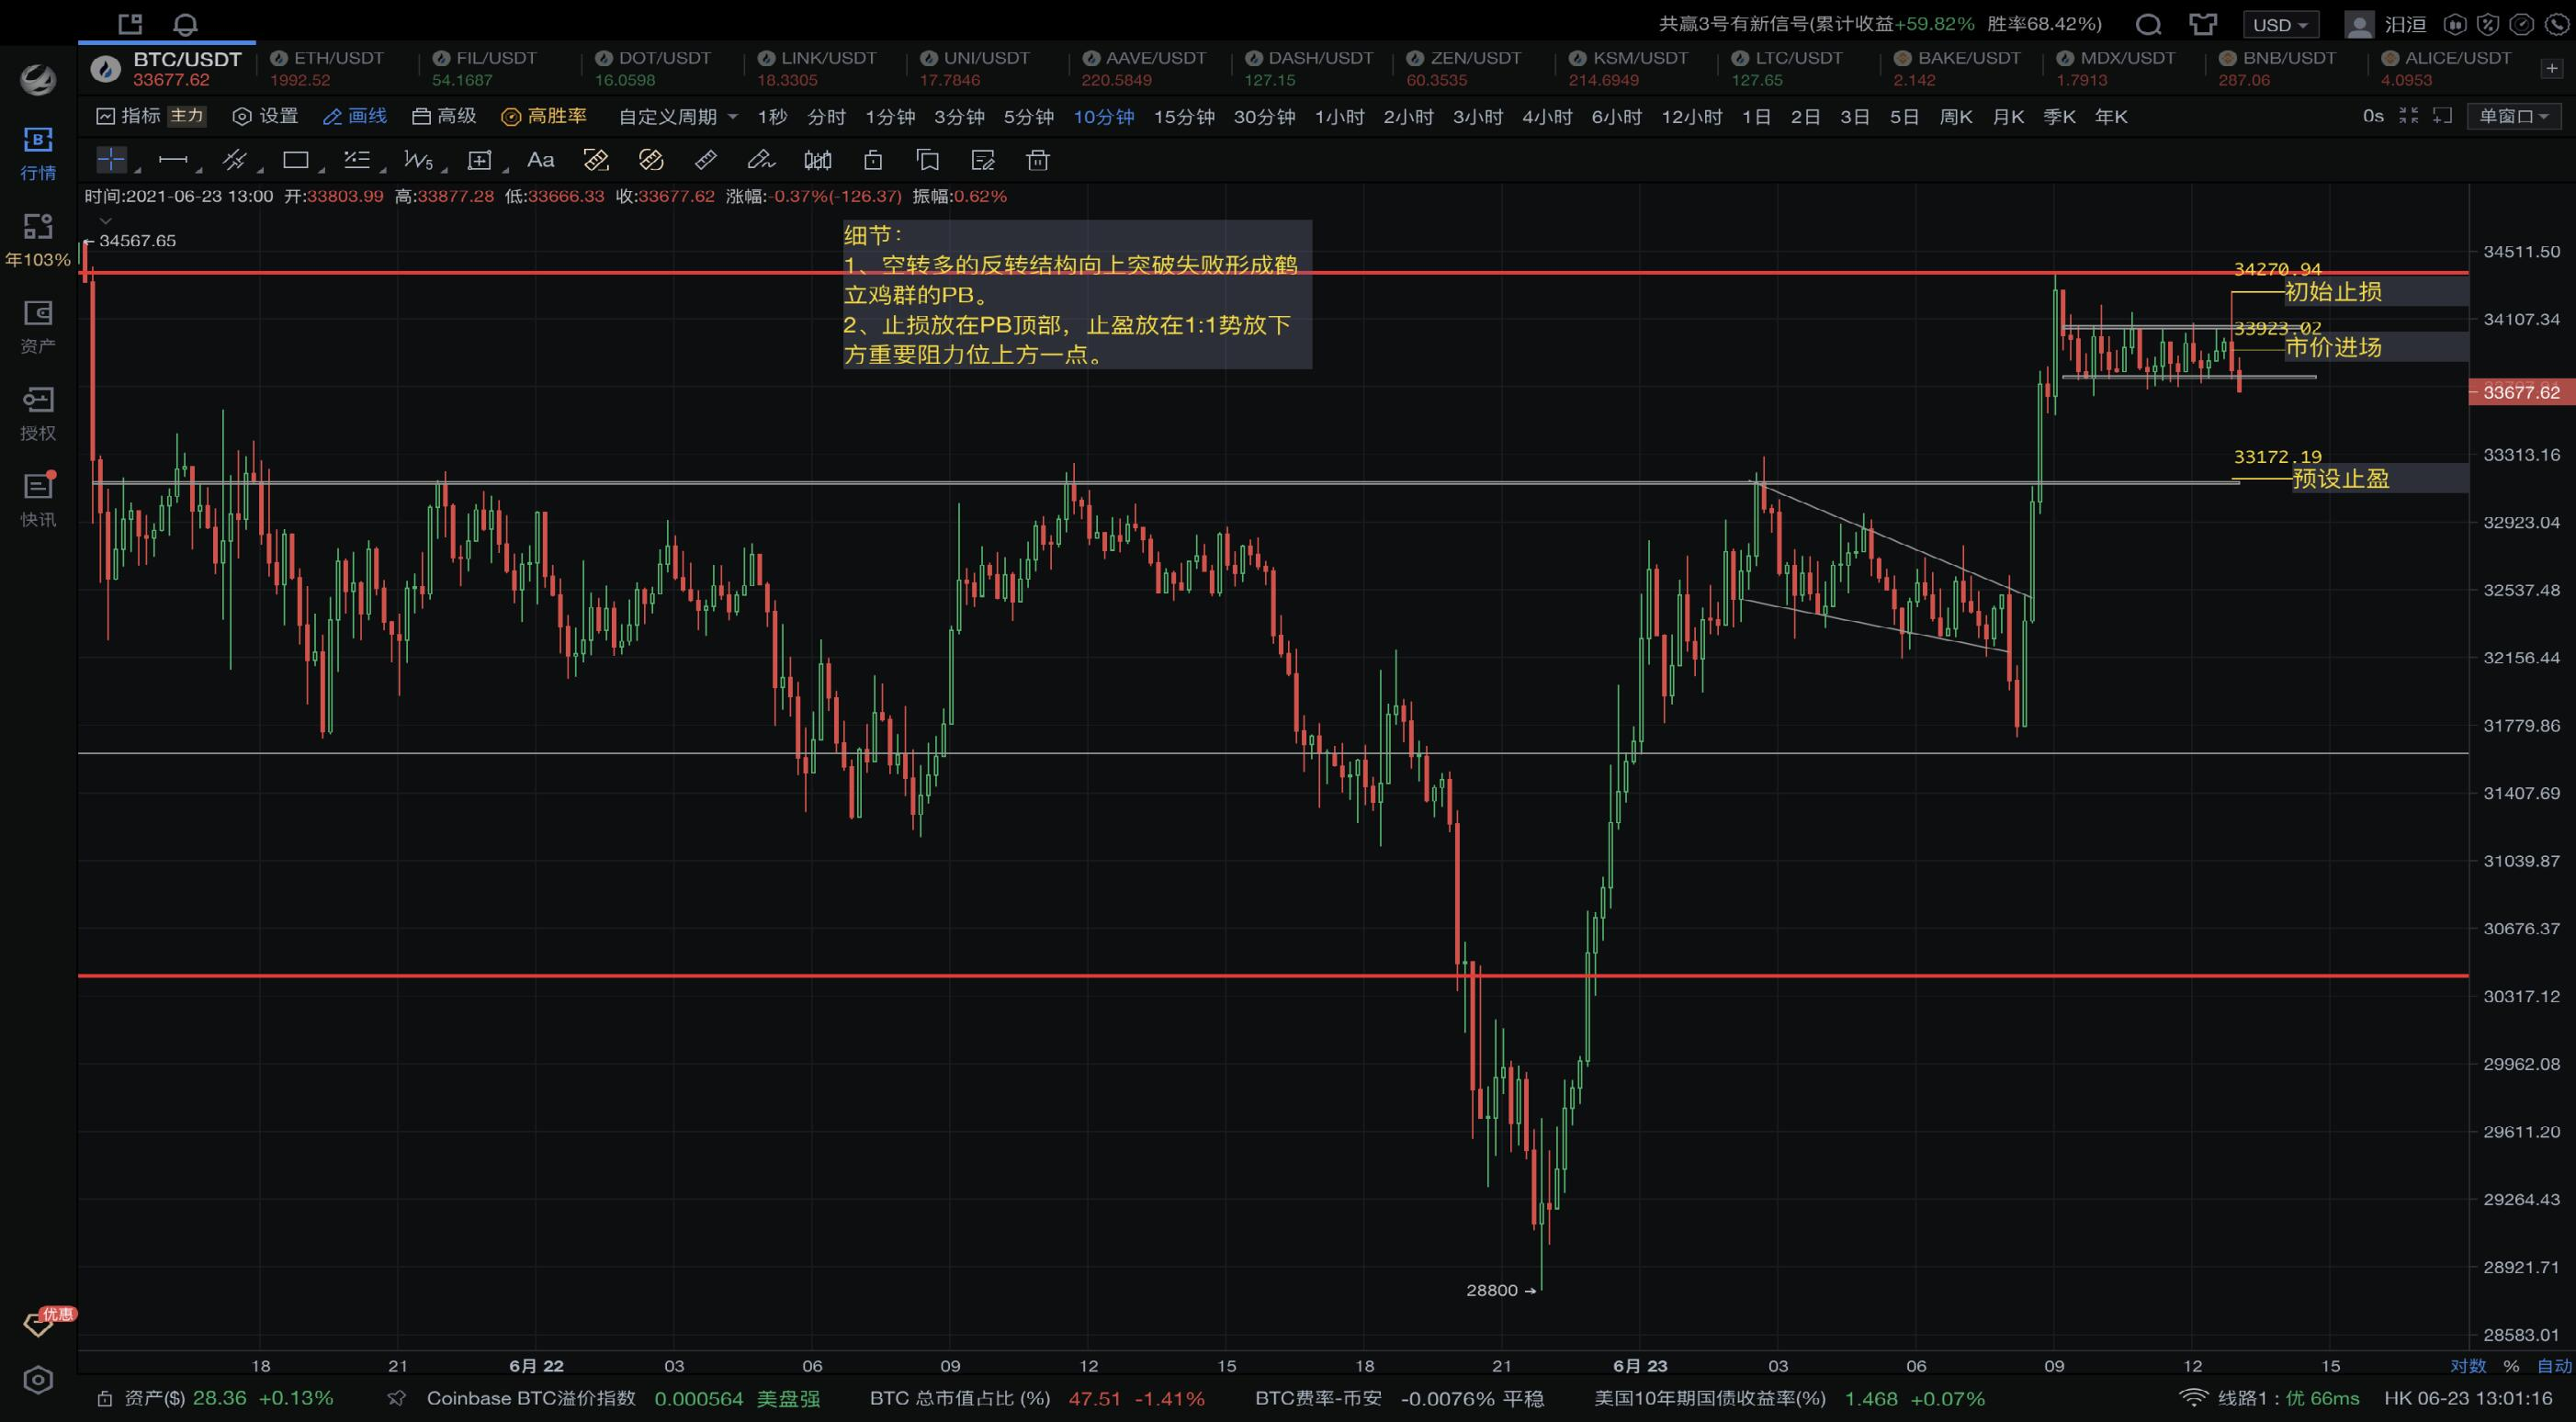 共赢3号有新信号(累计收益+59.82% 胜率68.42%)
USD
汨洹
BTC/USDT ETH/USDT FIL/USDT DOT/USDT LINK/USDT UNI/USDT AAVE/USDT DASH/USDT ZEN/USDT KSM/USDT LTC/USDT BAKE/USDT MDX/USDT BNB/USDT ALICE/USDT
33677.62 1992.52 54.1687 16.0598 18.3305 17.7846 220.5849 127.15 60.3535 214.6949 127.65 2.142 1.7913 287.06 4.0953
指标 主力 设置 画线 高级 高胜率 自定义周期 1秒 分时 1分钟 3分钟 5分钟 10分钟 15分钟 30分钟 1小时 2小时 3小时 4小时 6小时 12小时 1日 2日 3日 5日 周K 月K 季K 年K 0s 单窗口
Aa
时间:2021-06-23 13:00 开:33803.99 高:33877.28 低:33666.33 收:33677.62 涨幅:-0.37%(-126.37) 振幅:0.62%
行情
年103%
资产
授权
快讯
优惠
34567.65
细节：
1、空转多的反转结构向上突破失败形成鹤
立鸡群的PB。
2、止损放在PB顶部，止盈放在1:1势放下
方重要阻力位上方一点。
34270.94
初始止损
33923.02
市价进场
33172.19
预设止盈
28800
34511.50
34107.34
33677.62
33313.16
32923.04
32537.48
32156.44
31779.86
31407.69
31039.87
30676.37
30317.12
29962.08
29611.20
29264.43
28921.71
28583.01
18 21 6月 22 03 06 09 12 15 18 21 6月 23 03 06 09 12 15
对数 % 自动
资产($) 28.36 +0.13% Coinbase BTC溢价指数 0.000564 美盘强 BTC 总市值占比 (%) 47.51 -1.41% BTC费率-币安 -0.0076% 平稳 美国10年期国债收益率(%) 1.468 +0.07% 线路1 : 优 66ms HK 06-23 13:01:16